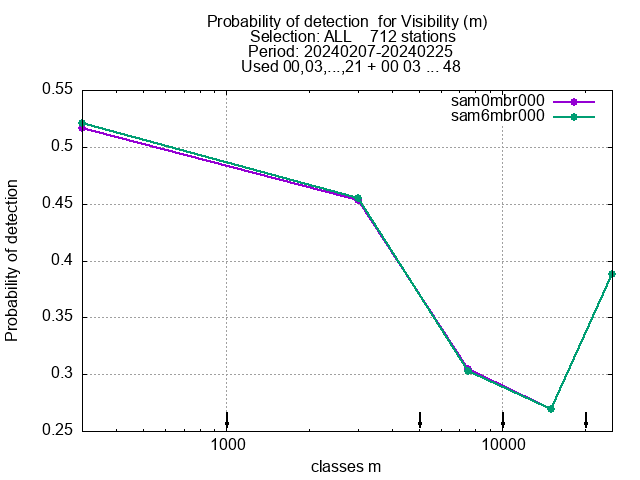 Probability of detection  for Visibility (m)
Selection: ALL    712 stations
Period: 20240207-20240225
Used 00,03,...,21 + 00 03 ... 48
sam0mbr000
sam6mbr000
0.55
0.5
0.45
0.4
0.35
0.3
0.25
Probability of detection
1000
10000
classes m